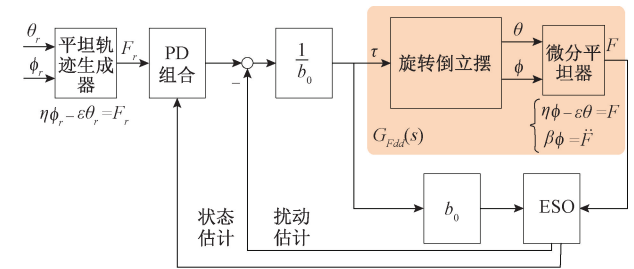 θr
ϕr
平坦轨
迹生成
器
Fr
ηϕr-εθr=Fr
PD
组合
−
1
b0
τ
旋转倒立摆
θ
ϕ
微分平
坦器
F
GFdd(s)
ηϕ-εθ=F
βϕ=F̈
状态
估计
扰动
估计
b0
ESO